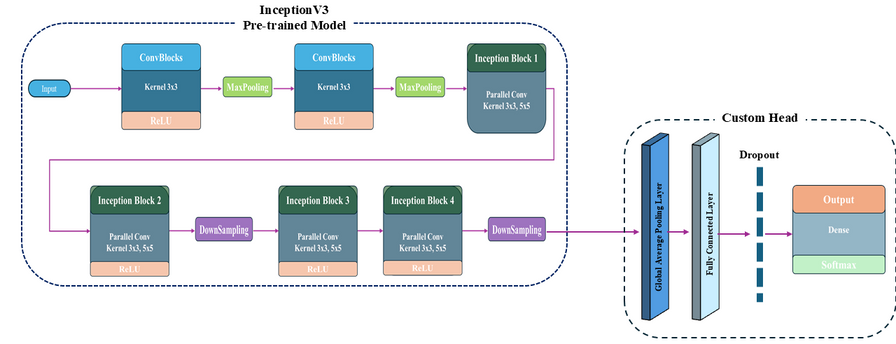 InceptionV3
Pre-trained Model
Input
ConvBlocks
Kernel 3x3
ReLU
MaxPooling
ConvBlocks
Kernel 3x3
ReLU
MaxPooling
Inception Block 1
Parallel Conv
Kernel 3x3, 5x5
Inception Block 2
Parallel Conv
Kernel 3x3, 5x5
ReLU
DownSampling
Inception Block 3
Parallel Conv
Kernel 3x3, 5x5
ReLU
Inception Block 4
Parallel Conv
Kernel 3x3, 5x5
ReLU
DownSampling
Custom Head
Global Average Pooling Layer
Fully Connected Layer
Dropout
Output
Dense
Softmax